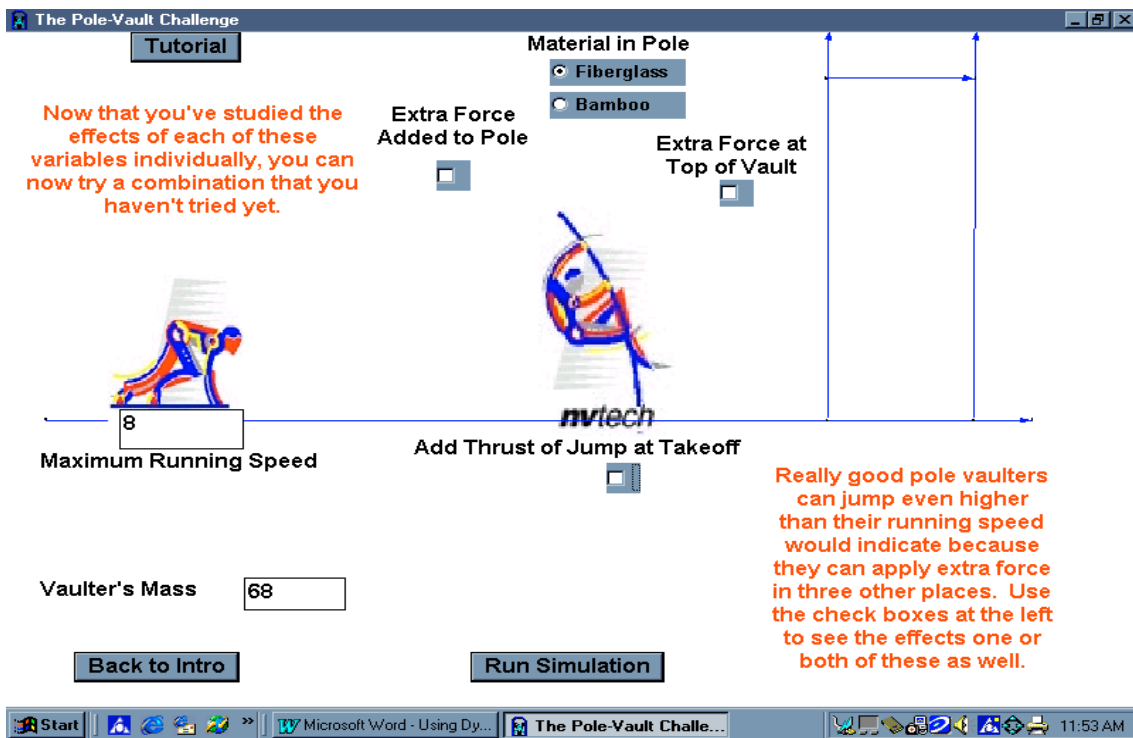 The Pole-Vault Challenge
Tutorial
Material in Pole
Fiberglass
Bamboo
Now that you've studied the
effects of each of these
variables individually, you can
now try a combination that you
haven't tried yet.
Extra Force
Added to Pole
Extra Force at
Top of Vault
nvtech
8
Maximum Running Speed
Add Thrust of Jump at Takeoff
Really good pole vaulters
can jump even higher
than their running speed
would indicate because
they can apply extra force
in three other places. Use
the check boxes at the left
to see the effects one or
both of these as well.
Vaulter's Mass
68
Back to Intro
Run Simulation
Start
Microsoft Word - Using Dy...
The Pole-Vault Challe...
11:53 AM